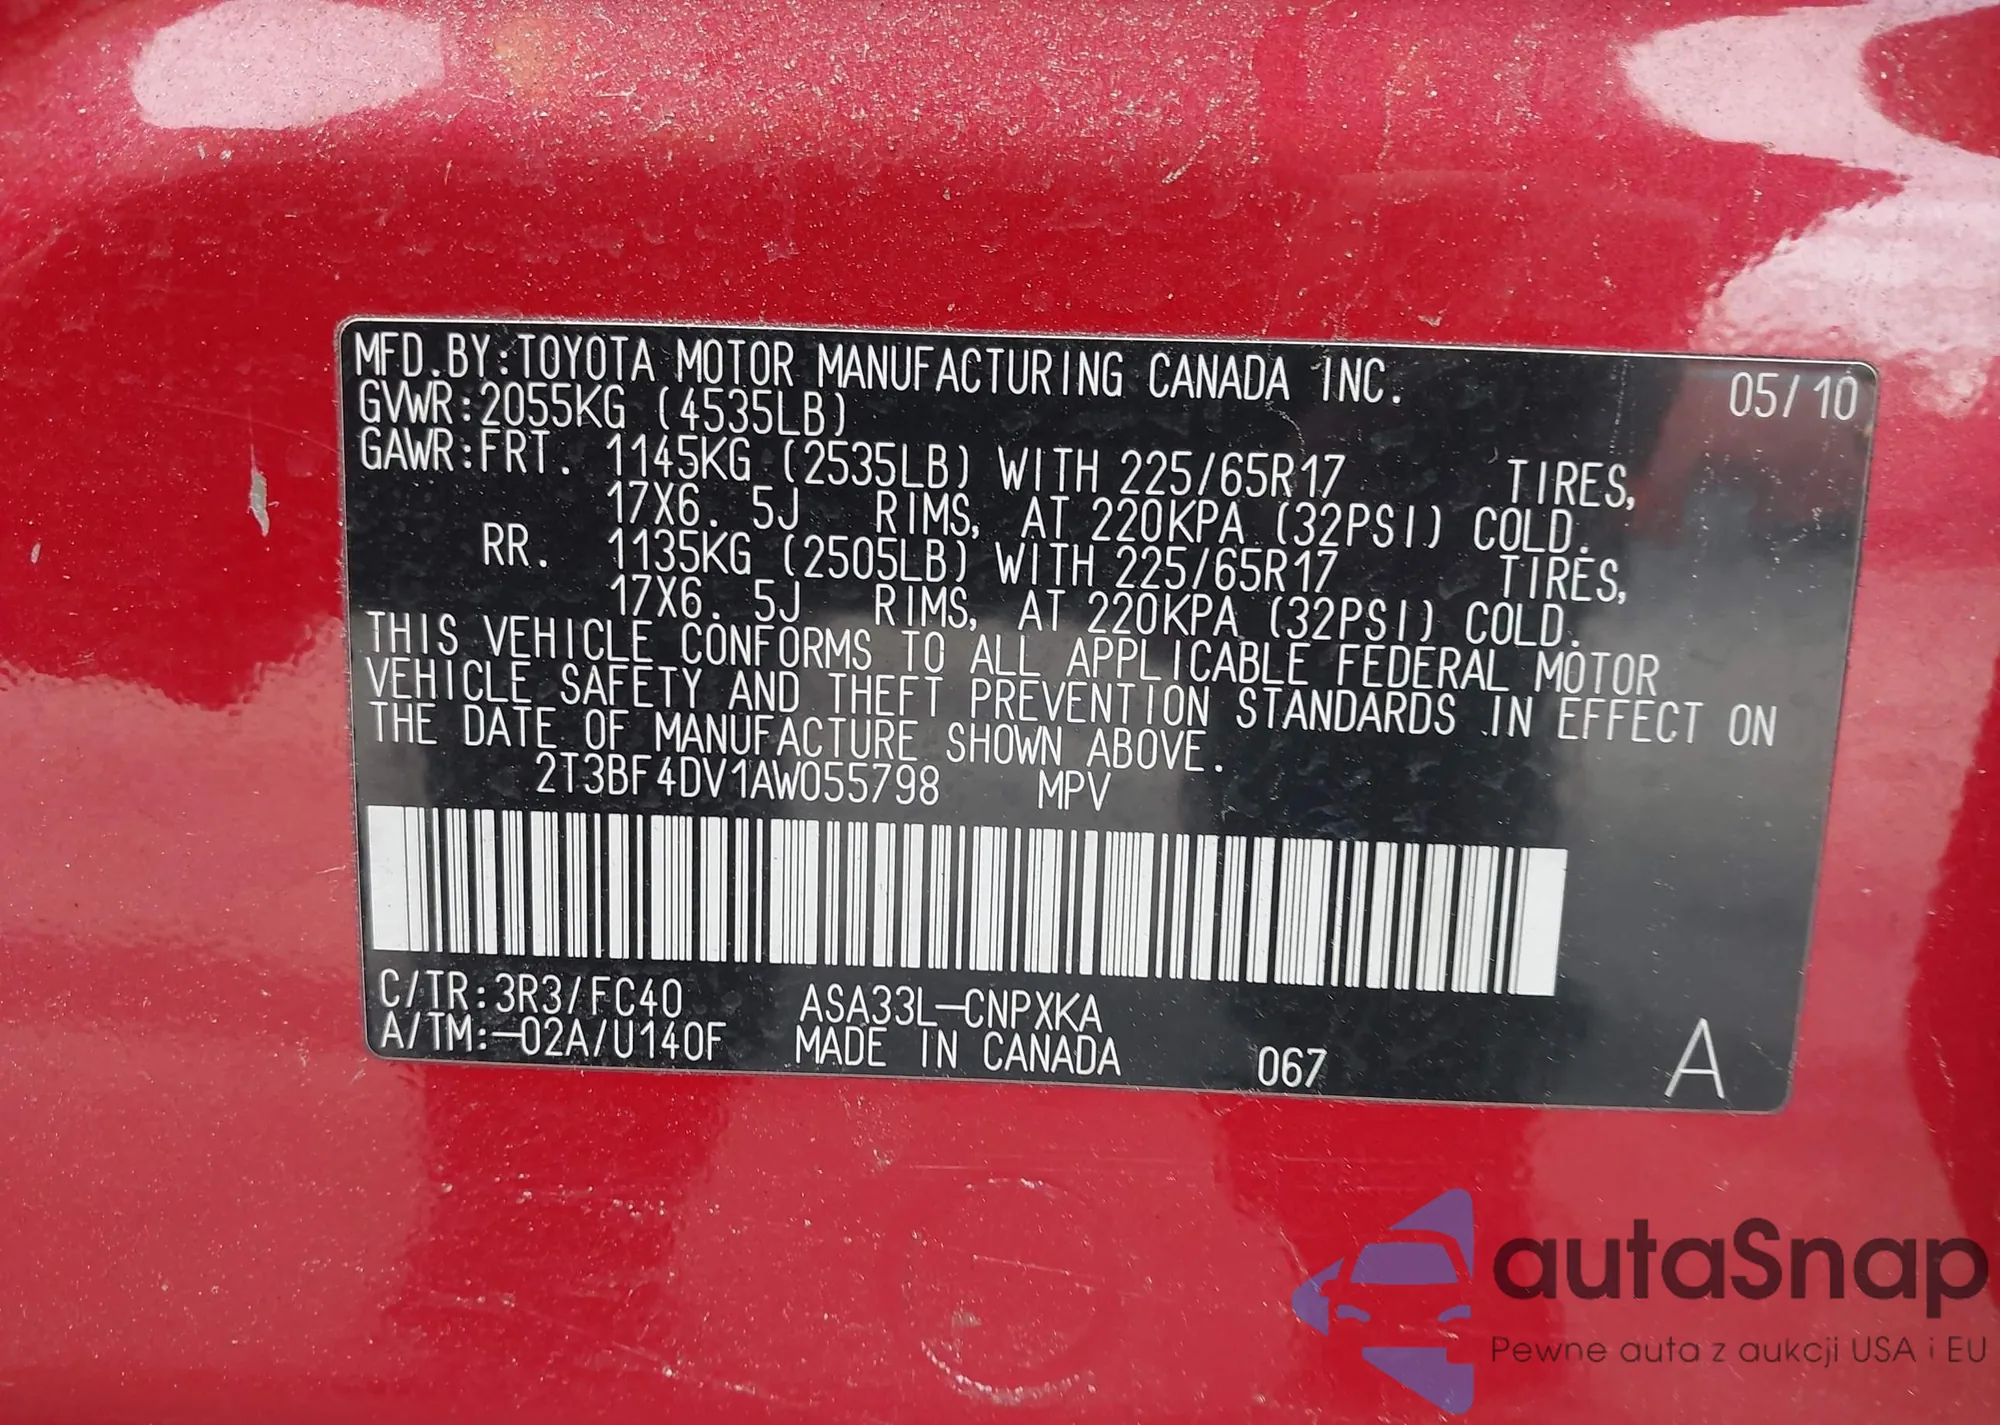 MFD.BY:TOYOTA MOTOR MANUFACTURING CANADA INC. 05/10
GVWR:2055KG (4535LB)
GAWR:FRT. 1145KG (2535LB) WITH 225/65R17 TIRES,
17X6. 5J RIMS, AT 220KPA (32PSI) COLD.
RR. 1135KG (2505LB) WITH 225/65R17 TIRES,
17X6. 5J RIMS, AT 220KPA (32PSI) COLD.
THIS VEHICLE CONFORMS TO ALL APPLICABLE FEDERAL MOTOR
VEHICLE SAFETY AND THEFT PREVENTION STANDARDS IN EFFECT ON
THE DATE OF MANUFACTURE SHOWN ABOVE.
2T3BF4DV1AW055798 MPV
C/TR:3R3/FC40 ASA33L-CNPXKA
A/TM:-02A/U140F MADE IN CANADA 067 A
autaSnap
Pewne auta z aukcji USA i EU